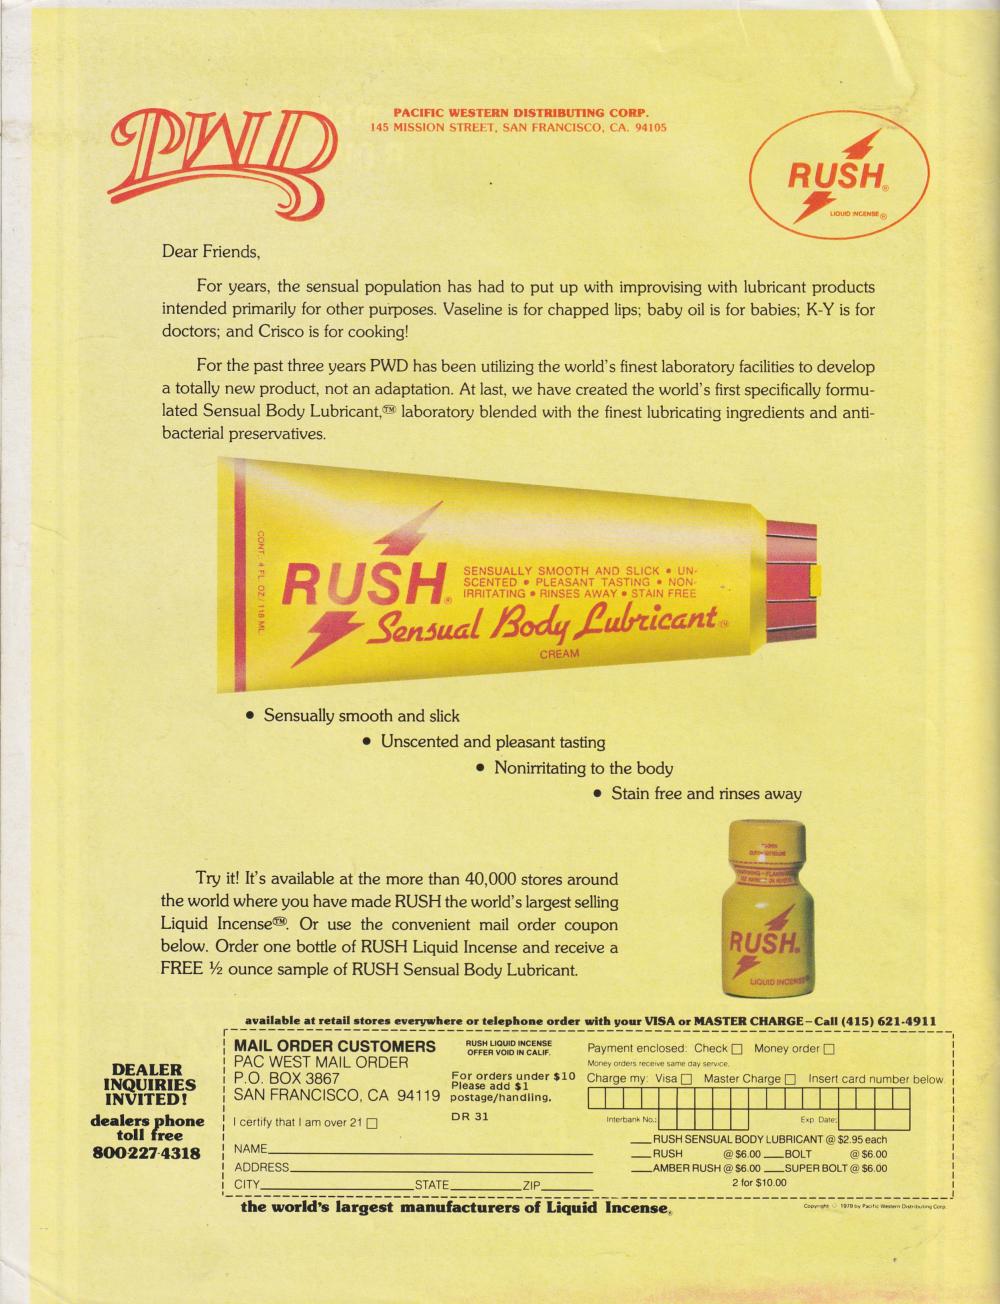 PWD
PACIFIC WESTERN DISTRIBUTING CORP.
145 MISSION STREET, SAN FRANCISCO, CA. 94105
RUSH®
LIQUID INCENSE®
Dear Friends,
For years, the sensual population has had to put up with improvising with lubricant products
intended primarily for other purposes. Vaseline is for chapped lips; baby oil is for babies; K-Y is for
doctors; and Crisco is for cooking!
For the past three years PWD has been utilizing the world's finest laboratory facilities to develop
a totally new product, not an adaptation. At last, we have created the world's first specifically formu-
lated Sensual Body Lubricant,™ laboratory blended with the finest lubricating ingredients and anti-
bacterial preservatives.
CONT. 4 FL. OZ/118 ML.
RUSH®
SENSUALLY SMOOTH AND SLICK • UN-
SCENTED • PLEASANT TASTING • NON-
IRRITATING • RINSES AWAY • STAIN FREE
Sensual Body Lubricant™
CREAM
• Sensually smooth and slick
• Unscented and pleasant tasting
• Nonirritating to the body
• Stain free and rinses away
Try it! It's available at the more than 40,000 stores around
the world where you have made RUSH the world's largest selling
Liquid Incense™. Or use the convenient mail order coupon
below. Order one bottle of RUSH Liquid Incense and receive a
FREE ½ ounce sample of RUSH Sensual Body Lubricant.
RUSH®
LIQUID INCENSE®
available at retail stores everywhere or telephone order with your VISA or MASTER CHARGE–Call (415) 621-4911
DEALER
INQUIRIES
INVITED!
dealers phone
toll free
800-227-4318
MAIL ORDER CUSTOMERS
PAC WEST MAIL ORDER
P.O. BOX 3867
SAN FRANCISCO, CA 94119
I certify that I am over 21 □
RUSH LIQUID INCENSE
OFFER VOID IN CALIF.
For orders under $10
Please add $1
postage/handling.
DR 31
NAME
ADDRESS
CITY STATE ZIP
Payment enclosed: Check □ Money order □
Money orders receive same day service.
Charge my: Visa □ Master Charge □ Insert card number below
Interbank No.: Exp. Date:
RUSH SENSUAL BODY LUBRICANT @ $2.95 each
RUSH @ $6.00 BOLT @ $6.00
AMBER RUSH @ $6.00 SUPER BOLT @ $6.00
2 for $10.00
the world's largest manufacturers of Liquid Incense®
Copyright © 1979 by Pacific Western Distributing Corp.